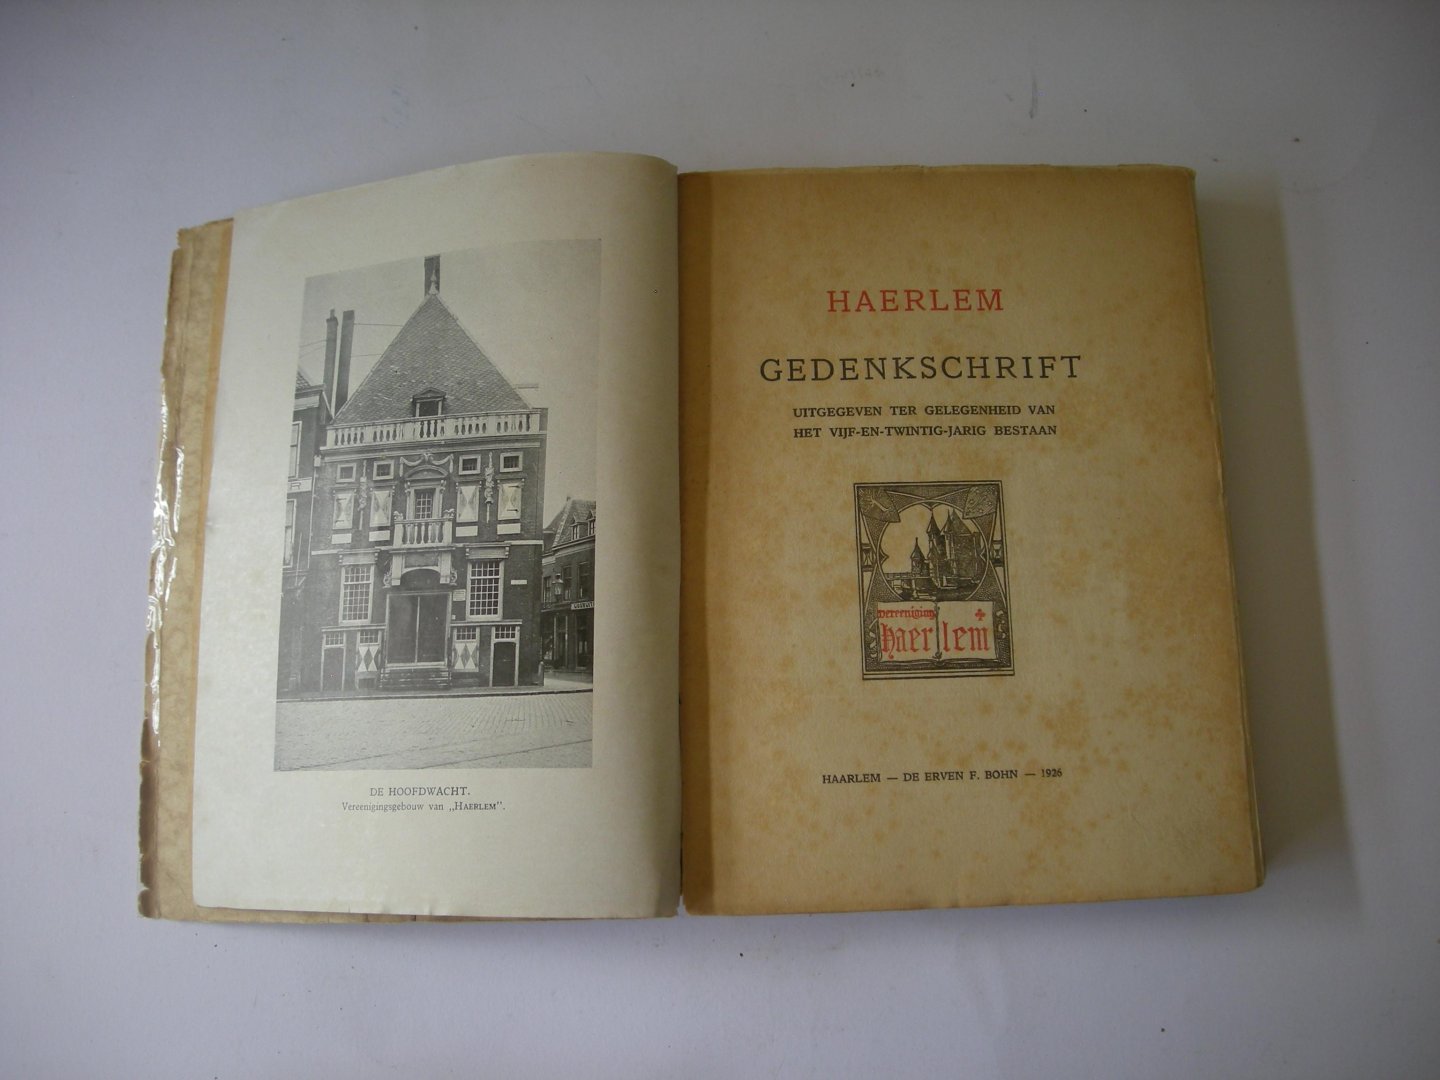 DE HOOFDWACHT.
Vereenigingsgebouw van „HAERLEM”.
HAERLEM
GEDENKSCHRIFT
UITGEGEVEN TER GELEGENHEID VAN
HET VIJF-EN-TWINTIG-JARIG BESTAAN
vereeniging
haerlem
HAARLEM — DE ERVEN F. BOHN — 1926